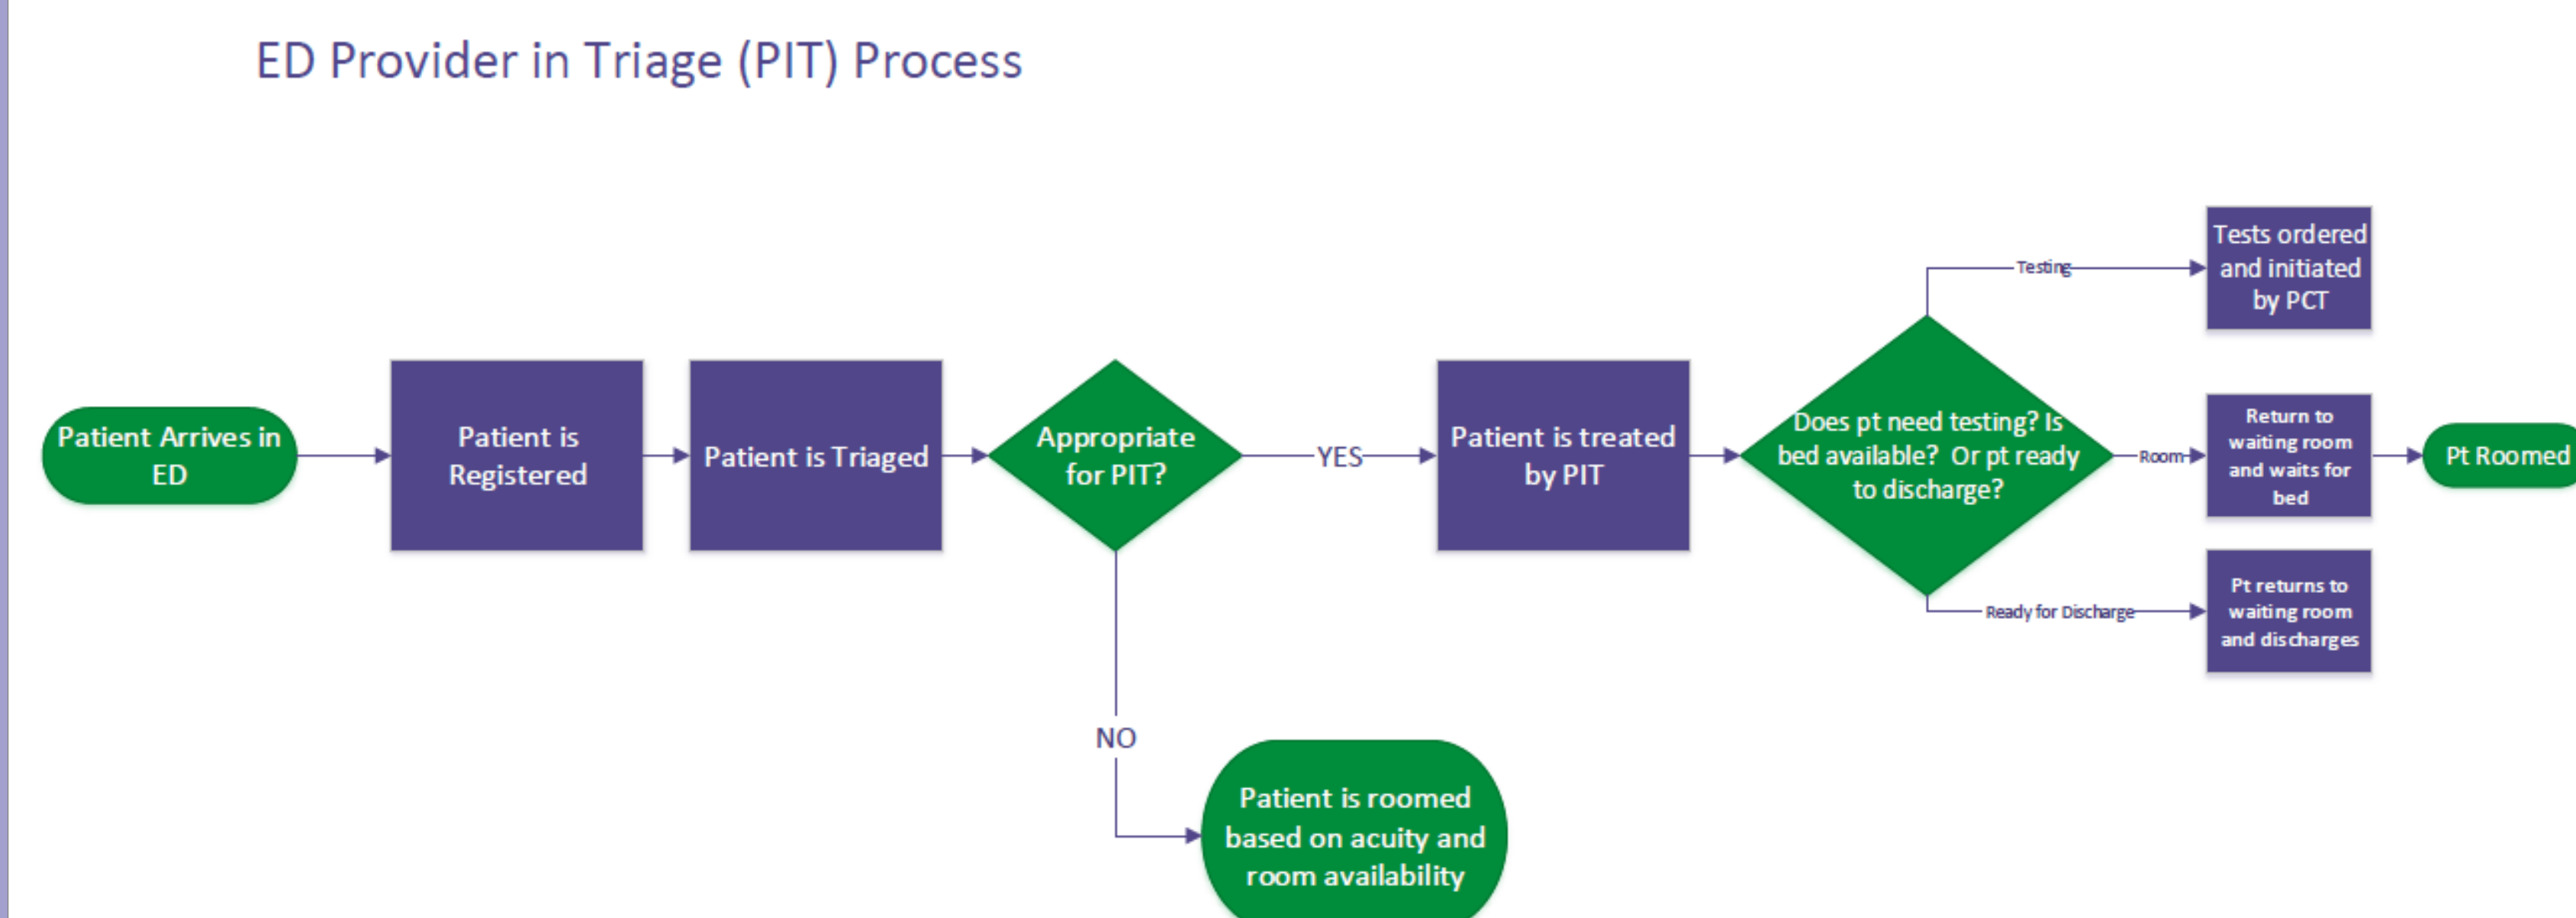 ED Provider in Triage (PIT) Process
Patient Arrives in
ED
Patient is
Registered
Patient is Triaged
Appropriate
for PIT?
YES
NO
Patient is roomed
based on acuity and
room availability
Patient is treated
by PIT
Does pt need testing? Is
bed available?  Or pt ready
to discharge?
Testing
Tests ordered
and initiated
by PCT
Room
Return to
waiting room
and waits for
bed
Pt Roomed
Ready for Discharge
Pt returns to
waiting room
and discharges